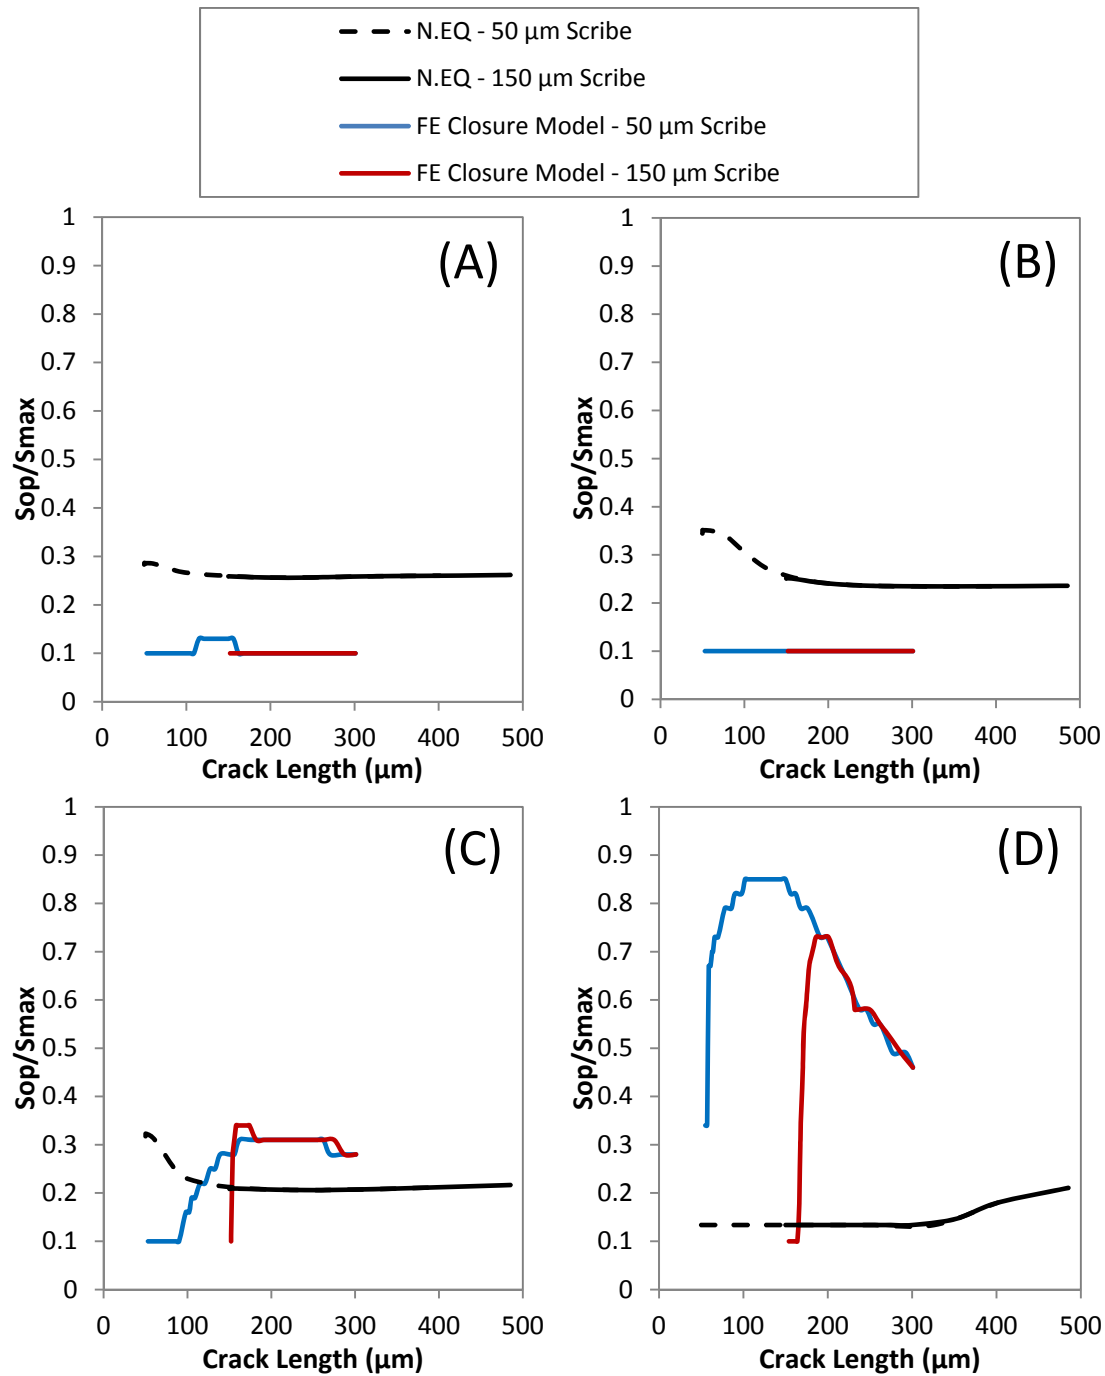 N.EQ - 50 µm Scribe
N.EQ - 150 µm Scribe
FE Closure Model - 50 µm Scribe
FE Closure Model - 150 µm Scribe
(A)
1
0.9
0.8
0.7
0.6
0.5
0.4
0.3
0.2
0.1
0
Sop/Smax
0 100 200 300 400 500
Crack Length (µm)
(B)
1
0.9
0.8
0.7
0.6
0.5
0.4
0.3
0.2
0.1
0
Sop/Smax
0 100 200 300 400 500
Crack Length (µm)
(C)
1
0.9
0.8
0.7
0.6
0.5
0.4
0.3
0.2
0.1
0
Sop/Smax
0 100 200 300 400 500
Crack Length (µm)
(D)
1
0.9
0.8
0.7
0.6
0.5
0.4
0.3
0.2
0.1
0
Sop/Smax
0 100 200 300 400 500
Crack Length (µm)